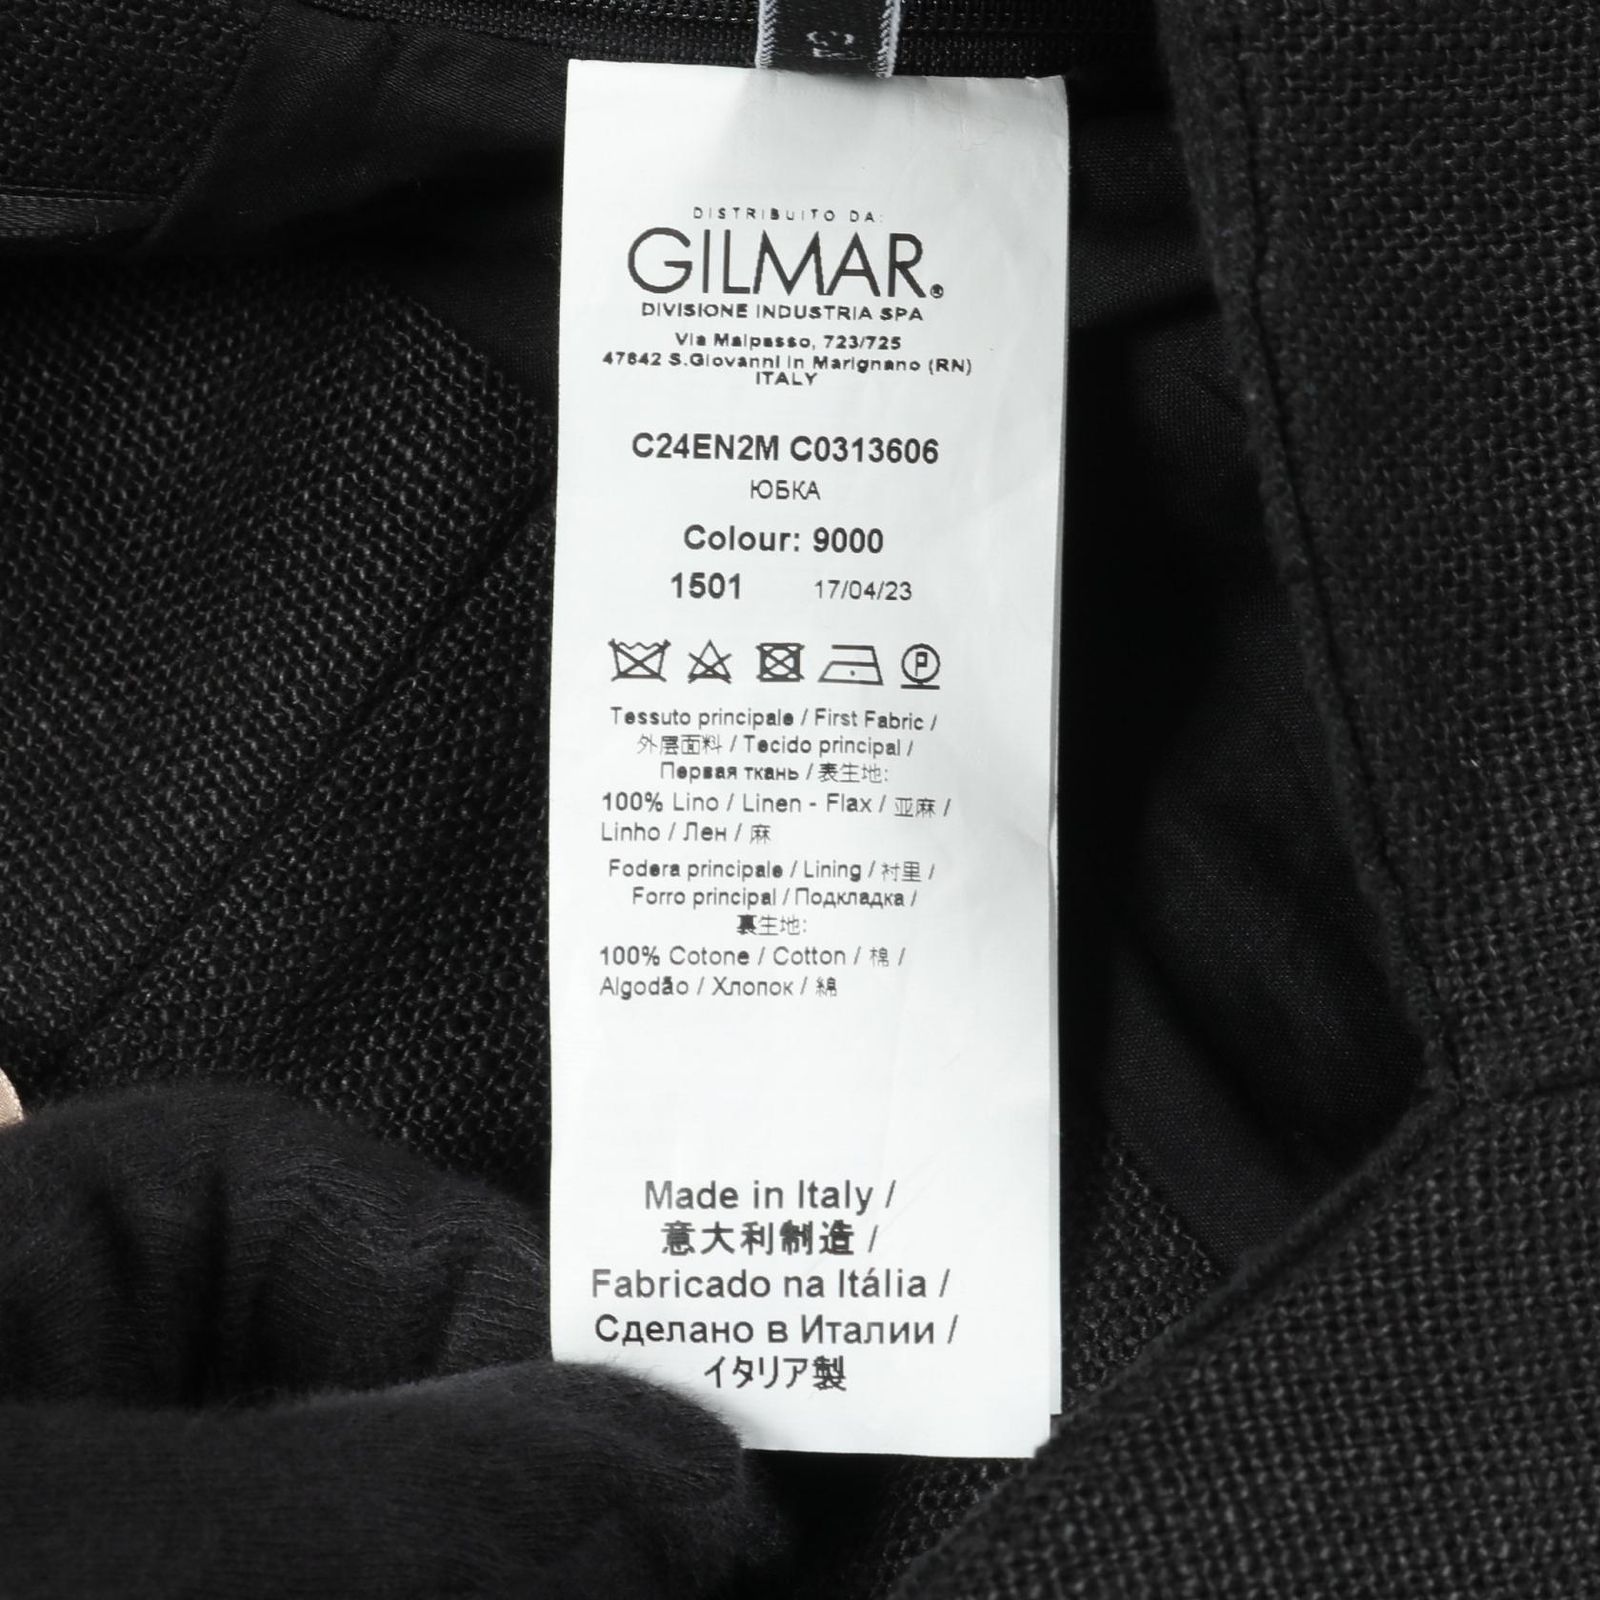 DISTRIBUITO DA:
GILMAR®
DIVISIONE INDUSTRIA SPA
Via Malpasso, 723/725
47842 S.Giovanni in Marignano (RN)
ITALY
C24EN2M C0313606
ЮБКА
Colour: 9000
1501 17/04/23
P
Tessuto principale / First Fabric /
外层面料 / Tecido principal /
Первая ткань / 表生地:
100% Lino / Linen - Flax / 亚麻 /
Linho / Лен / 麻
Fodera principale / Lining / 衬里 /
Forro principal / Подкладка /
裏生地:
100% Cotone / Cotton / 棉 /
Algodão / Хлопок / 綿
Made in Italy /
意大利制造 /
Fabricado na Itália /
Сделано в Италии /
イタリア製